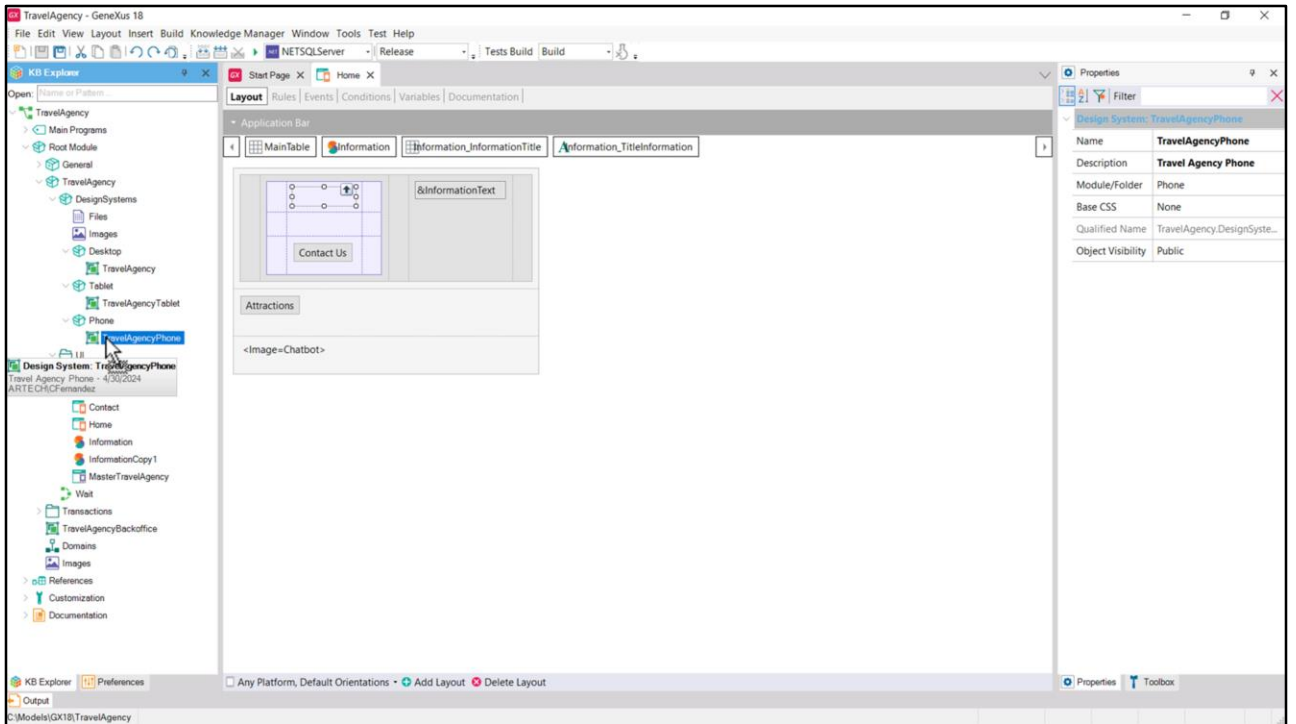 TravelAgency - GeneXus 18
File Edit View Layout Insert Build Knowledge Manager Window Tools Test Help
NETSQLServer Release Tests Build Build
KB Explorer
Open: Name or Pattern...
TravelAgency
Main Programs
Root Module
General
TravelAgency
DesignSystems
Files
Images
Desktop
TravelAgency
Tablet
TravelAgencyTablet
Phone
TravelAgencyPhone
UI
Design System: TravelAgencyPhone
Travel Agency Phone - 4/30/2024
ARTECH\CFernandez
Contact
Home
Information
InformationCopy1
MasterTravelAgency
Wait
Transactions
TravelAgencyBackoffice
Domains
Images
References
Customization
Documentation
KB Explorer Preferences
Output
C:\Models\GX18\TravelAgency
Start Page Home
Layout Rules Events Conditions Variables Documentation
Application Bar
MainTable Information Information_InformationTitle Information_TitleInformation
&InformationText
Contact Us
Attractions
<Image=Chatbot>
Any Platform, Default Orientations Add Layout Delete Layout
Properties
Filter
Design System: TravelAgencyPhone
Name TravelAgencyPhone
Description Travel Agency Phone
Module/Folder Phone
Base CSS None
Qualified Name TravelAgency.DesignSyste...
Object Visibility Public
Properties Toolbox